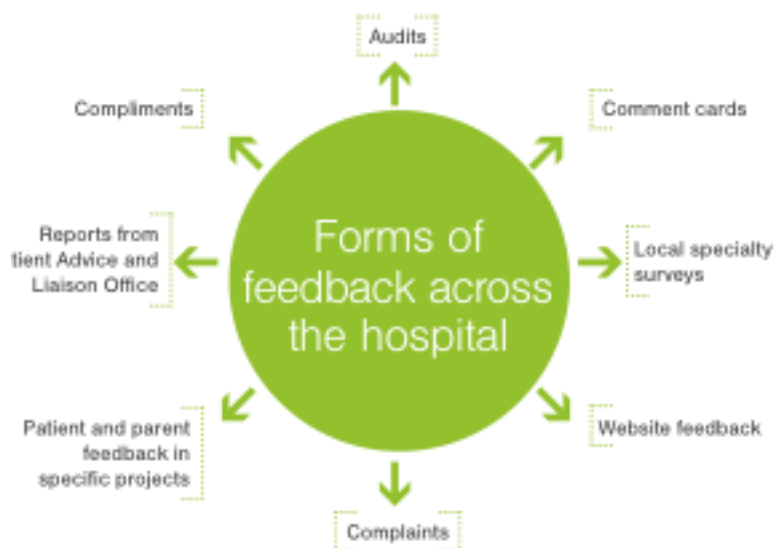 Audits
Compliments
Comment cards
Forms of
feedback across
the hospital
Reports from
tient Advice and
Liaison Office
Local specialty
surveys
Patient and parent
feedback in
specific projects
Website feedback
Complaints